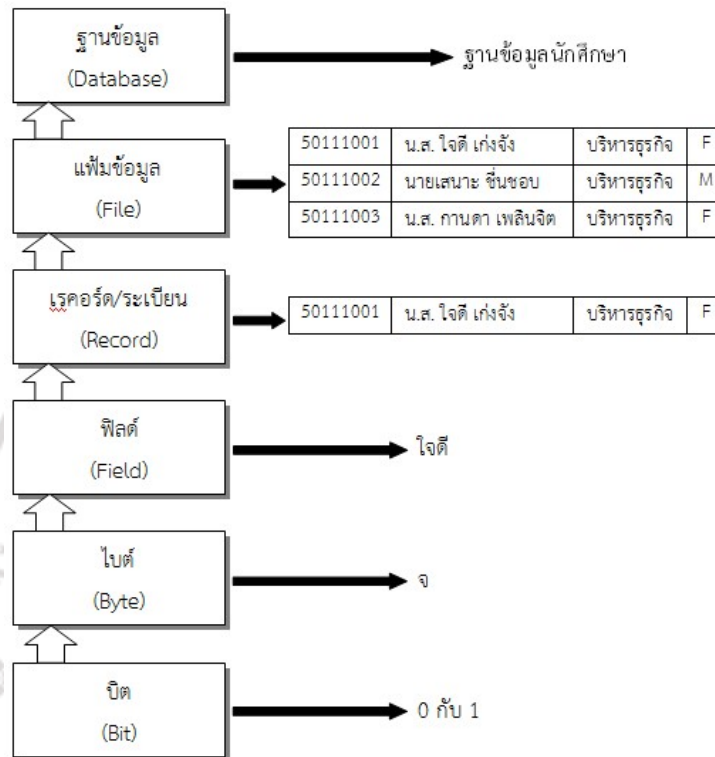 ฐานข้อมูล
(Database)
ฐานข้อมูลนักศึกษา
แฟ้มข้อมูล
(File)
50111001 น.ส. ใจดี เก่งจัง บริหารธุรกิจ F
50111002 นายเสนาะ ชื่นชอบ บริหารธุรกิจ M
50111003 น.ส. กานดา เพลินจิต บริหารธุรกิจ F
เรคอร์ด/ระเบียน
(Record)
50111001 น.ส. ใจดี เก่งจัง บริหารธุรกิจ F
ฟิลด์
(Field)
ใจดี
ไบต์
(Byte)
จ
บิต
(Bit)
0 กับ 1